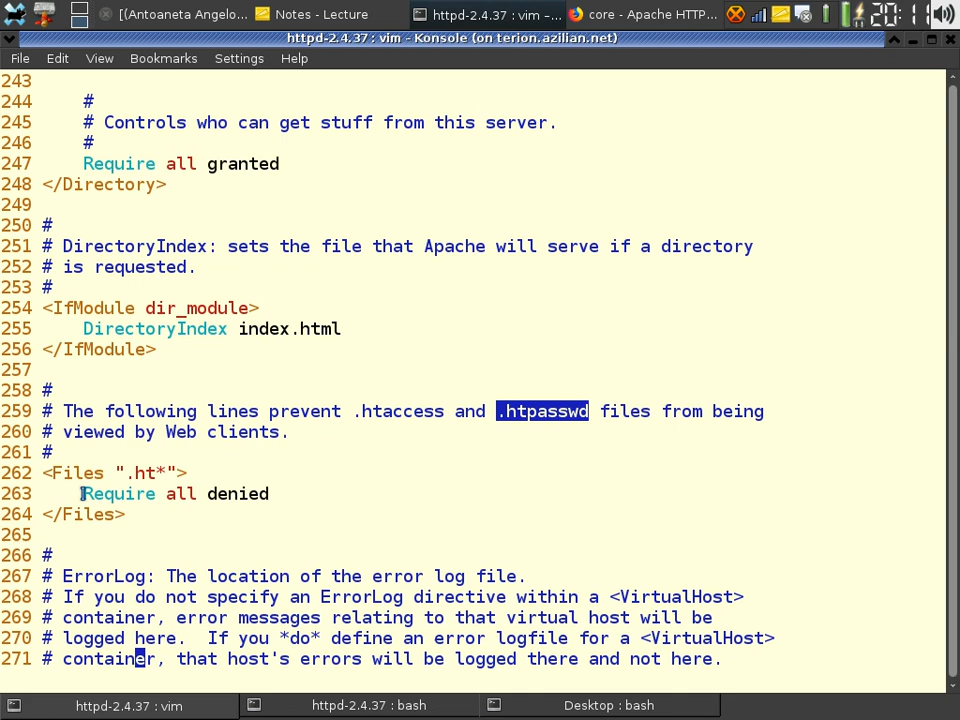 [(Antoaneta Angelo...
Notes - Lecture
httpd-2.4.37 : vim –...
core - Apache HTTP...
20:11
httpd-2.4.37 : vim – Konsole (on terion.azilian.net)
File Edit View Bookmarks Settings Help
243
244     #
245     # Controls who can get stuff from this server.
246     #
247     Require all granted
248 </Directory>
249
250 #
251 # DirectoryIndex: sets the file that Apache will serve if a directory
252 # is requested.
253 #
254 <IfModule dir_module>
255     DirectoryIndex index.html
256 </IfModule>
257
258 #
259 # The following lines prevent .htaccess and .htpasswd files from being
260 # viewed by Web clients.
261 #
262 <Files ".ht*">
263     Require all denied
264 </Files>
265
266 #
267 # ErrorLog: The location of the error log file.
268 # If you do not specify an ErrorLog directive within a <VirtualHost>
269 # container, error messages relating to that virtual host will be
270 # logged here.  If you *do* define an error logfile for a <VirtualHost>
271 # container, that host's errors will be logged there and not here.
httpd-2.4.37 : vim
httpd-2.4.37 : bash
Desktop : bash